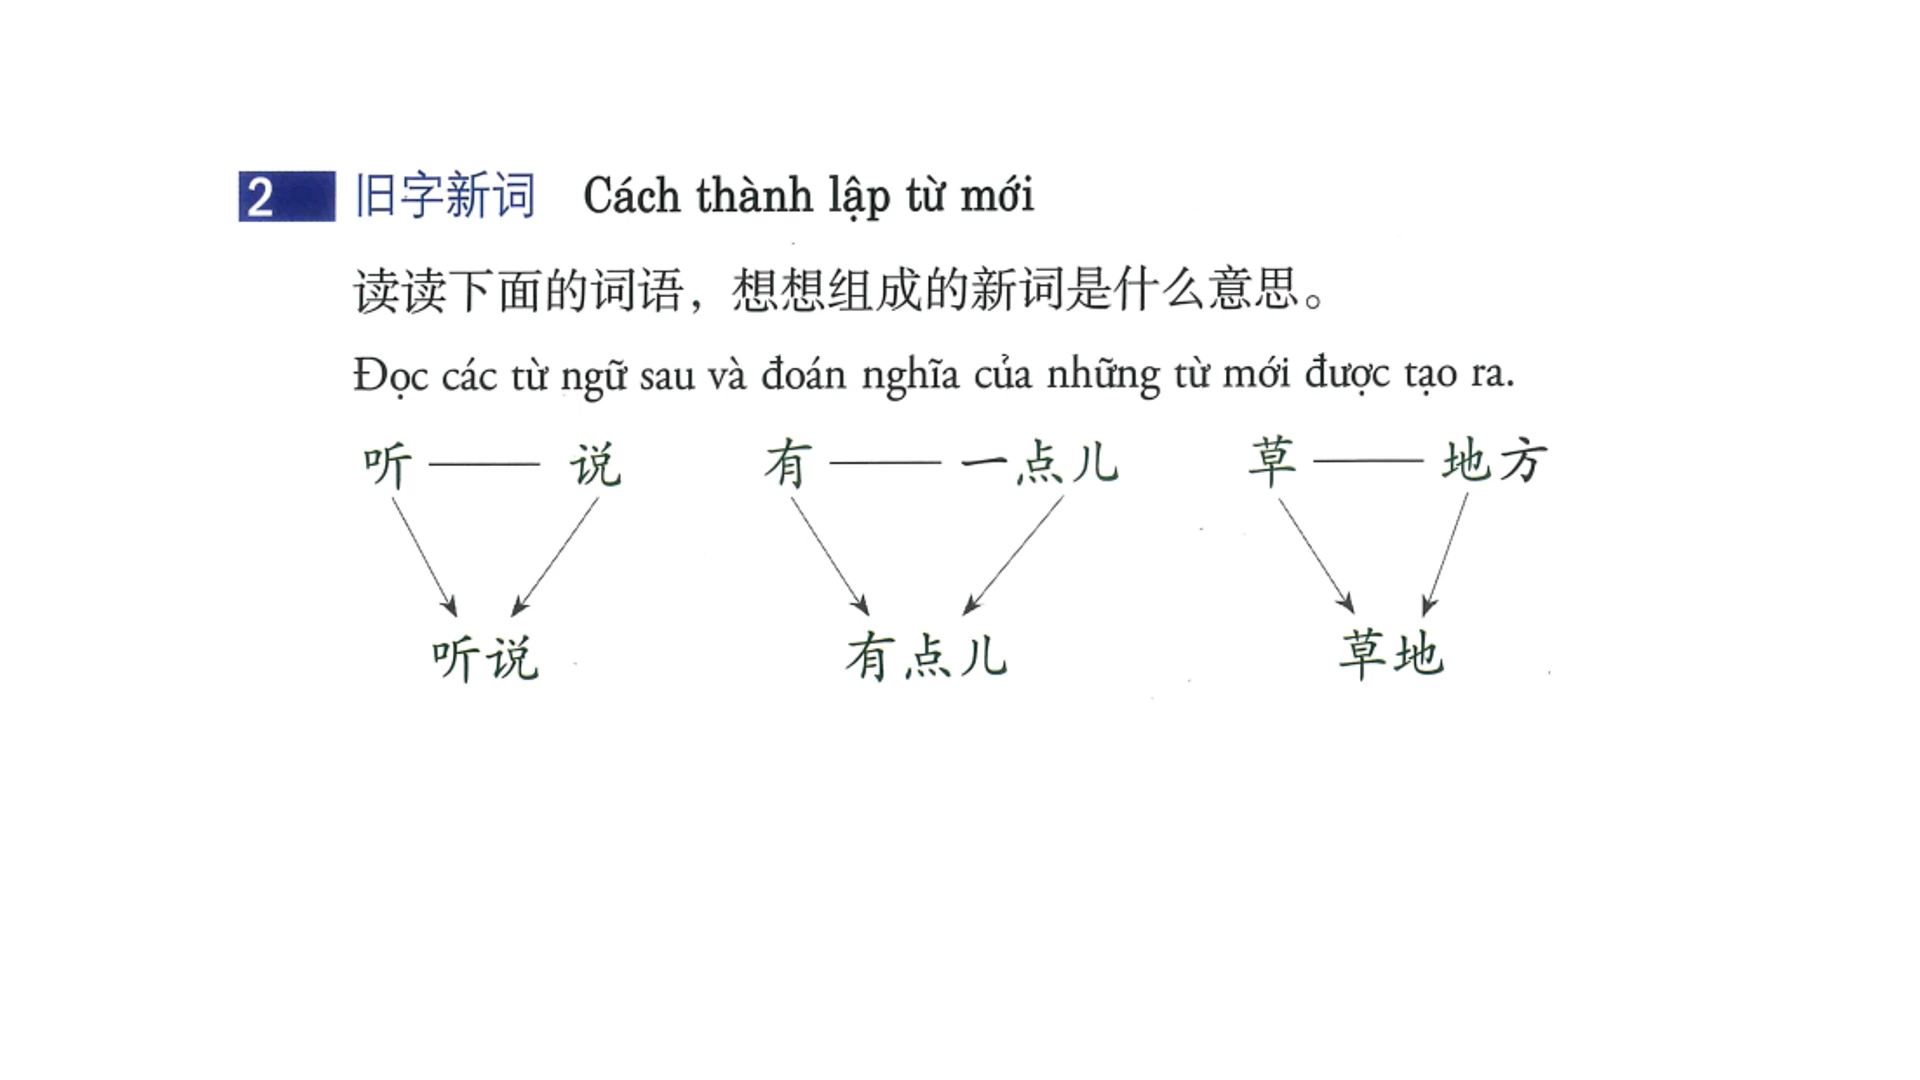 2 旧字新词 Cách thành lập từ mới
读读下面的词语，想想组成的新词是什么意思。
Đọc các từ ngữ sau và đoán nghĩa của những từ mới được tạo ra.
听 —— 说 有 —— 一点儿 草 —— 地方
听说 有点儿 草地